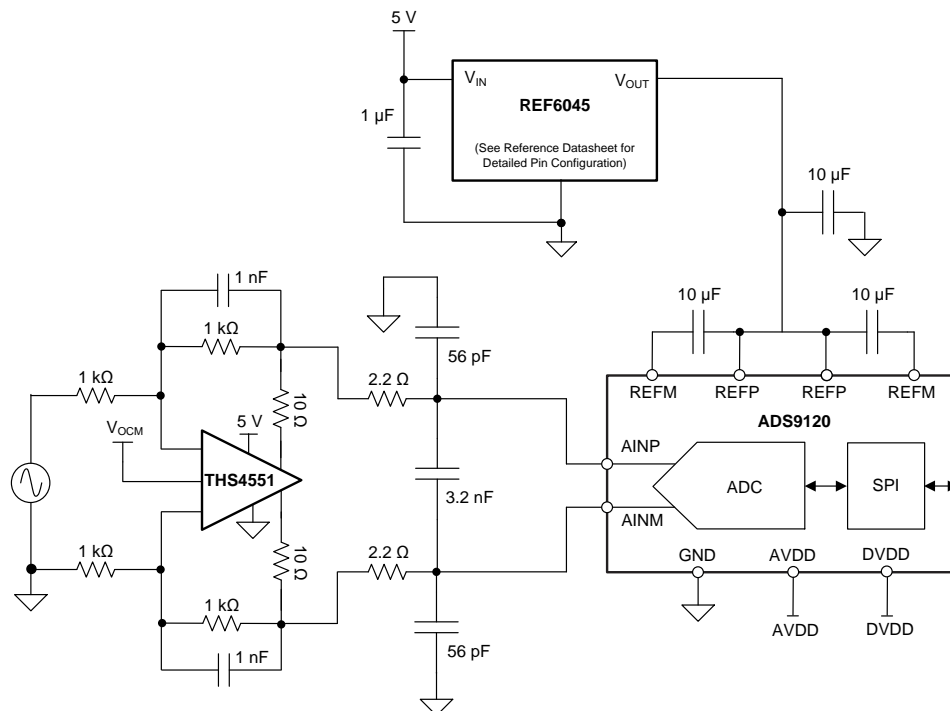 5 V
VIN
VOUT
REF6045
1 µF
(See Reference Datasheet for
Detailed Pin Configuration)
10 µF
1 nF
10 µF
10 µF
1 kΩ
56 pF
2.2 Ω
REFM
REFP
REFP
REFM
1 kΩ
10 Ω
ADS9120
VOCM
5 V
AINP
THS4551
ADC
SPI
3.2 nF
AINM
1 kΩ
10 Ω
2.2 Ω
GND
AVDD
DVDD
1 kΩ
56 pF
AVDD
DVDD
1 nF